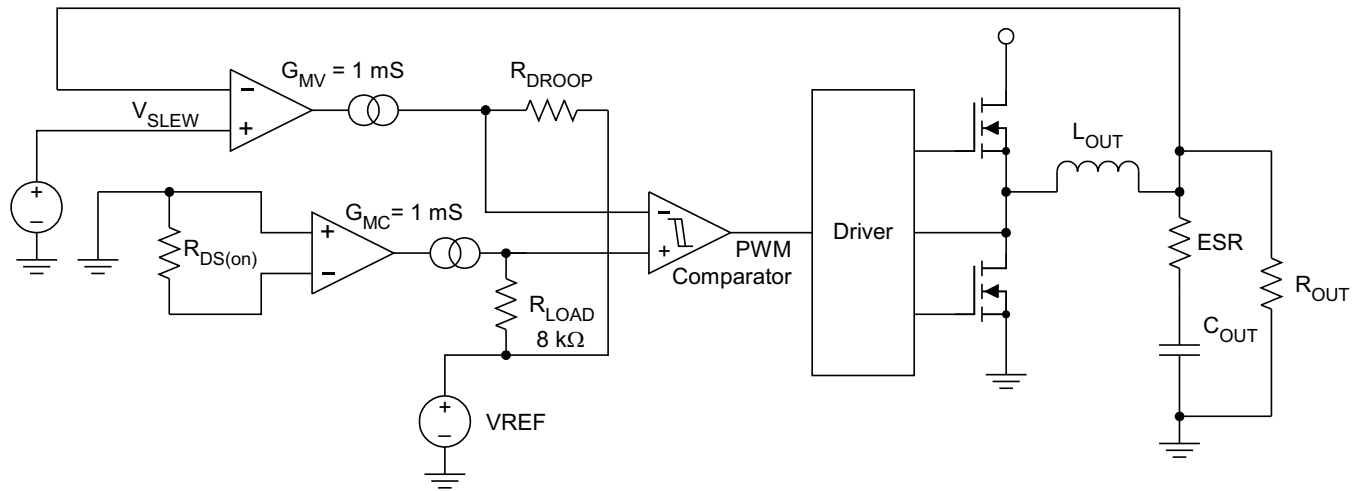 G_MV = 1 mS
R_DROOP
V_SLEW
+
−
+
−
R_DS(on)
+
−
G_MC = 1 mS
R_LOAD
8 kΩ
+
−
VREF
−
+
PWM
Comparator
Driver
L_OUT
ESR
C_OUT
R_OUT